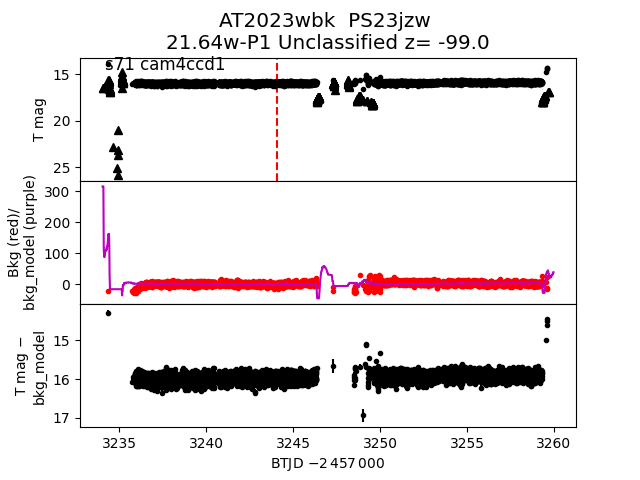 AT2023wbk  PS23jzw
21.64w-P1 Unclassified z= -99.0
s71 cam4ccd1
15
20
25
T mag
300
200
100
0
Bkg (red)/
bkg_model (purple)
15
16
17
T mag −
bkg_model
3235
3240
3245
3250
3255
3260
BTJD −2 457 000